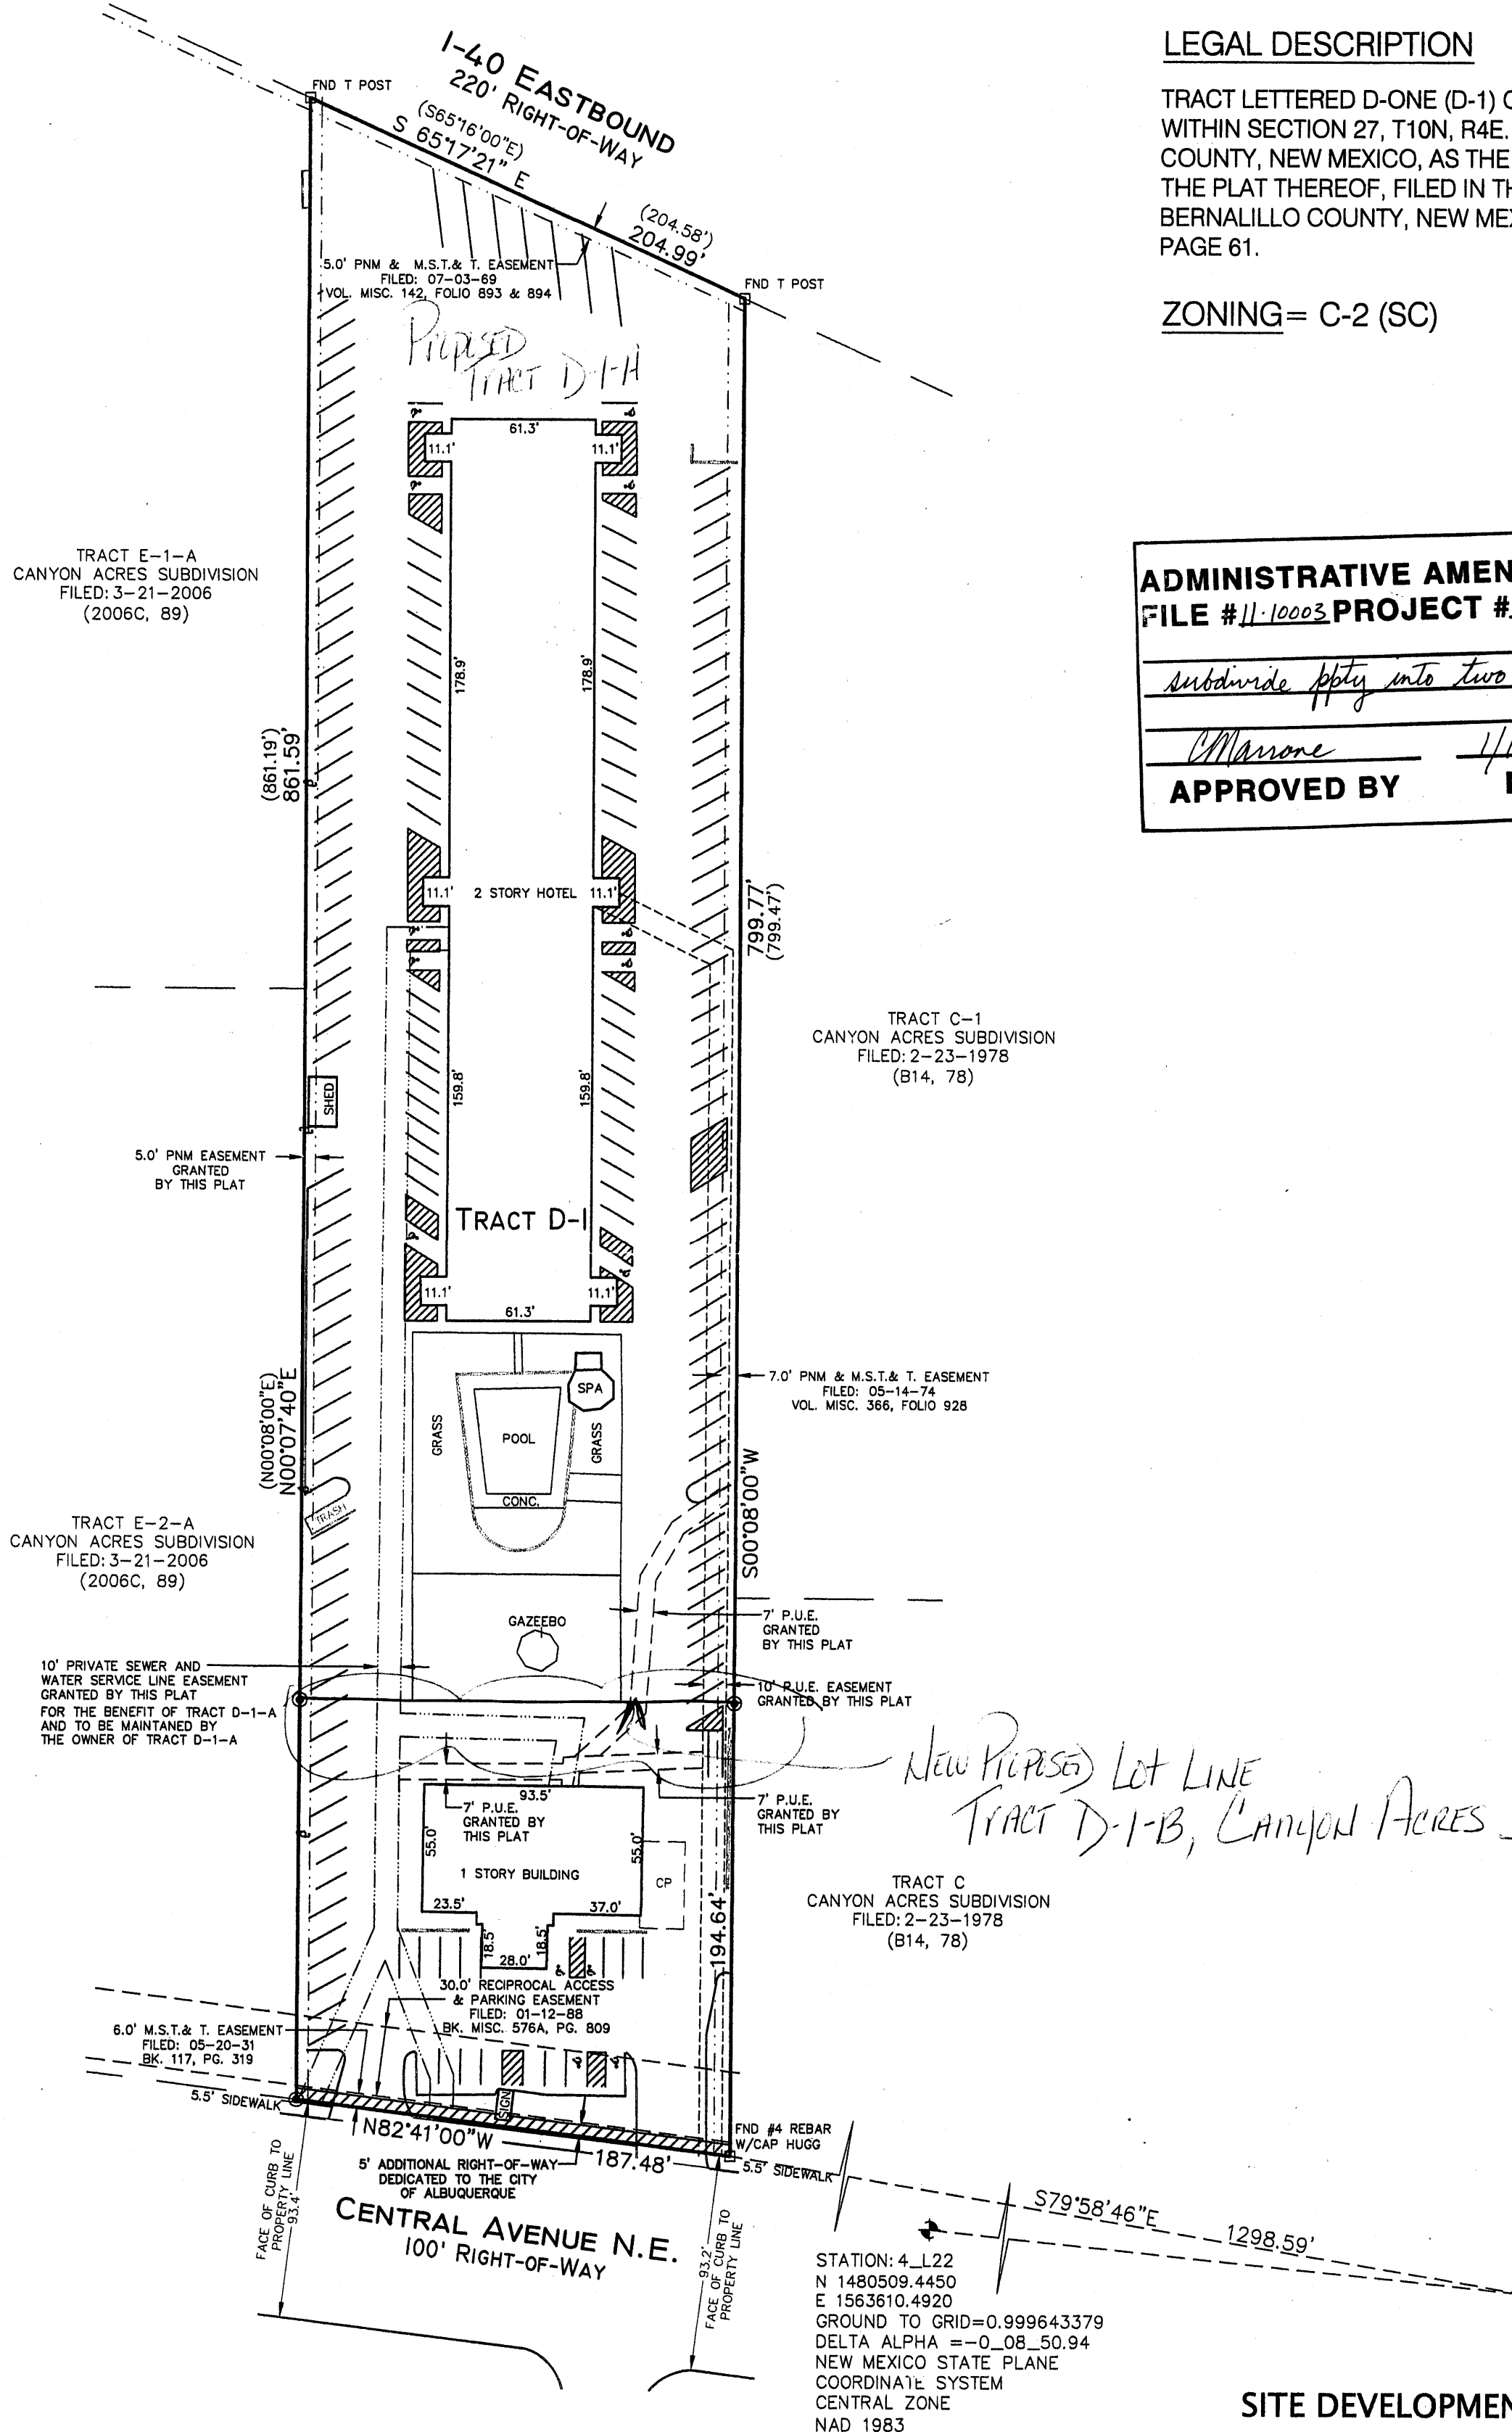 I-40 EASTBOUND
220' RIGHT-OF-WAY
FND T POST
(S65°16'00"E)
S 65°17'21" E
(204.58')
204.99'
FND T POST
5.0' PNM & M.S.T.& T. EASEMENT
FILED: 07-03-69
VOL. MISC. 142, FOLIO 893 & 894
PROPOSED
TRACT D-1-A
LEGAL DESCRIPTION
TRACT LETTERED D-ONE (D-1)
WITHIN SECTION 27, T10N, R4E.
COUNTY, NEW MEXICO, AS THE
THE PLAT THEREOF, FILED IN
BERNALILLO COUNTY, NEW
PAGE 61.
ZONING= C-2 (SC)
61.3'
11.1'
11.1'
TRACT E-1-A
CANYON ACRES SUBDIVISION
FILED: 3-21-2006
(2006C, 89)
ADMINISTRATIVE
FILE #11-10003 PROJECT #
subdivide ppty into two
CMarrone
APPROVED BY
178.9'
178.9'
(861.19')
861.59'
11.1'
2 STORY HOTEL
11.1'
799.77'
(799.47')
TRACT C-1
CANYON ACRES SUBDIVISION
FILED: 2-23-1978
(B14, 78)
SHED
159.8'
159.8'
5.0' PNM EASEMENT
GRANTED
BY THIS PLAT
TRACT D-1
11.1'
11.1'
61.3'
7.0' PNM & M.S.T.& T. EASEMENT
FILED: 05-14-74
VOL. MISC. 366, FOLIO 928
SPA
GRASS
POOL
GRASS
CONC.
(N00°08'00"E)
N00°07'40"E
S00°08'00"W
TRASH
TRACT E-2-A
CANYON ACRES SUBDIVISION
FILED: 3-21-2006
(2006C, 89)
GAZEEBO
7' P.U.E.
GRANTED
BY THIS PLAT
10' PRIVATE SEWER AND
WATER SERVICE LINE EASEMENT
GRANTED BY THIS PLAT
FOR THE BENEFIT OF TRACT D-1-A
AND TO BE MAINTANED BY
THE OWNER OF TRACT D-1-A
10' P.U.E. EASEMENT
GRANTED BY THIS PLAT
NEW PROPOSED LOT LINE
TRACT D-1-B, CANYON ACRES
93.5'
7' P.U.E.
GRANTED BY
THIS PLAT
7' P.U.E.
GRANTED BY
THIS PLAT
55.0'
55.0'
1 STORY BUILDING
CP
23.5'
37.0'
18.5'
18.5'
28.0'
194.64'
TRACT C
CANYON ACRES SUBDIVISION
FILED: 2-23-1978
(B14, 78)
30.0' RECIPROCAL ACCESS
& PARKING EASEMENT
FILED: 01-12-88
BK. MISC. 576A, PG. 809
6.0' M.S.T.& T. EASEMENT
FILED: 05-20-31
BK. 117, PG. 319
5.5' SIDEWALK
SIGN
N82°41'00"W
187.48'
FND #4 REBAR
W/CAP HUGG
5.5' SIDEWALK
5' ADDITIONAL RIGHT-OF-WAY
DEDICATED TO THE CITY
OF ALBUQUERQUE
CENTRAL AVENUE N.E.
100' RIGHT-OF-WAY
FACE OF CURB TO
PROPERTY LINE
93.4'
FACE OF CURB TO
PROPERTY LINE
93.2'
S79°58'46"E
1298.59'
STATION: 4_L22
N 1480509.4450
E 1563610.4920
GROUND TO GRID=0.999643379
DELTA ALPHA =-0_08_50.94
NEW MEXICO STATE PLANE
COORDINATE SYSTEM
CENTRAL ZONE
NAD 1983
SITE